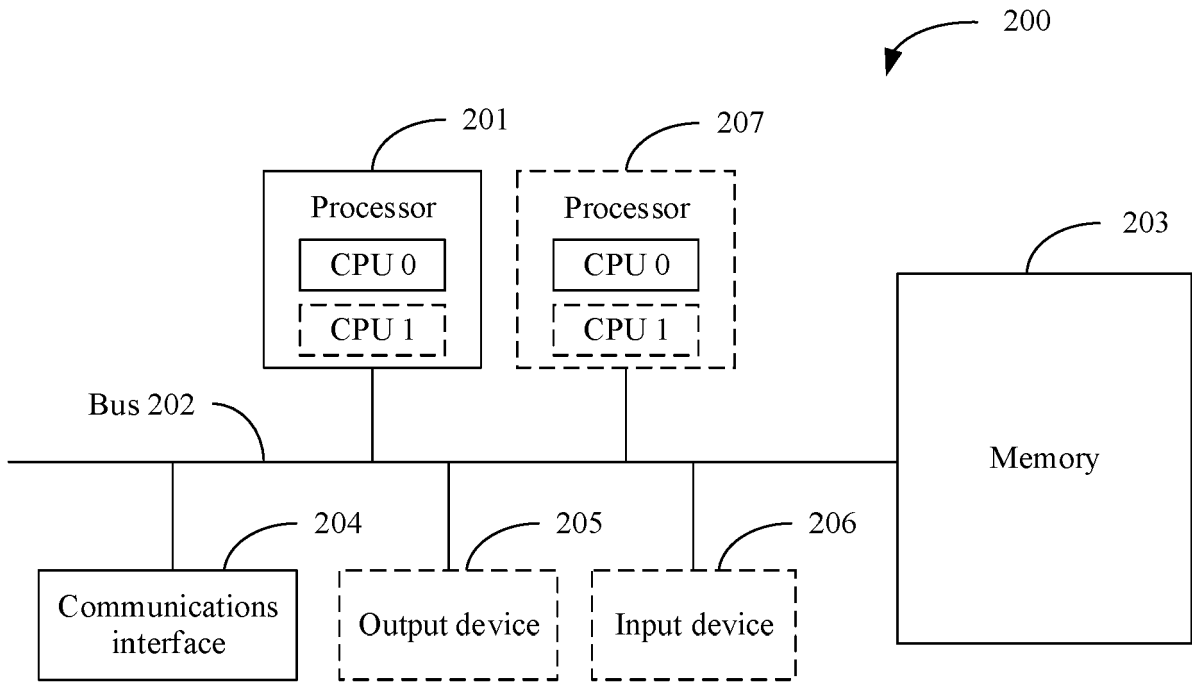 200
201
207
Processor
CPU 0
CPU 1
Processor
CPU 0
CPU 1
203
Memory
Bus 202
204
205
206
Communications
interface
Output device
Input device